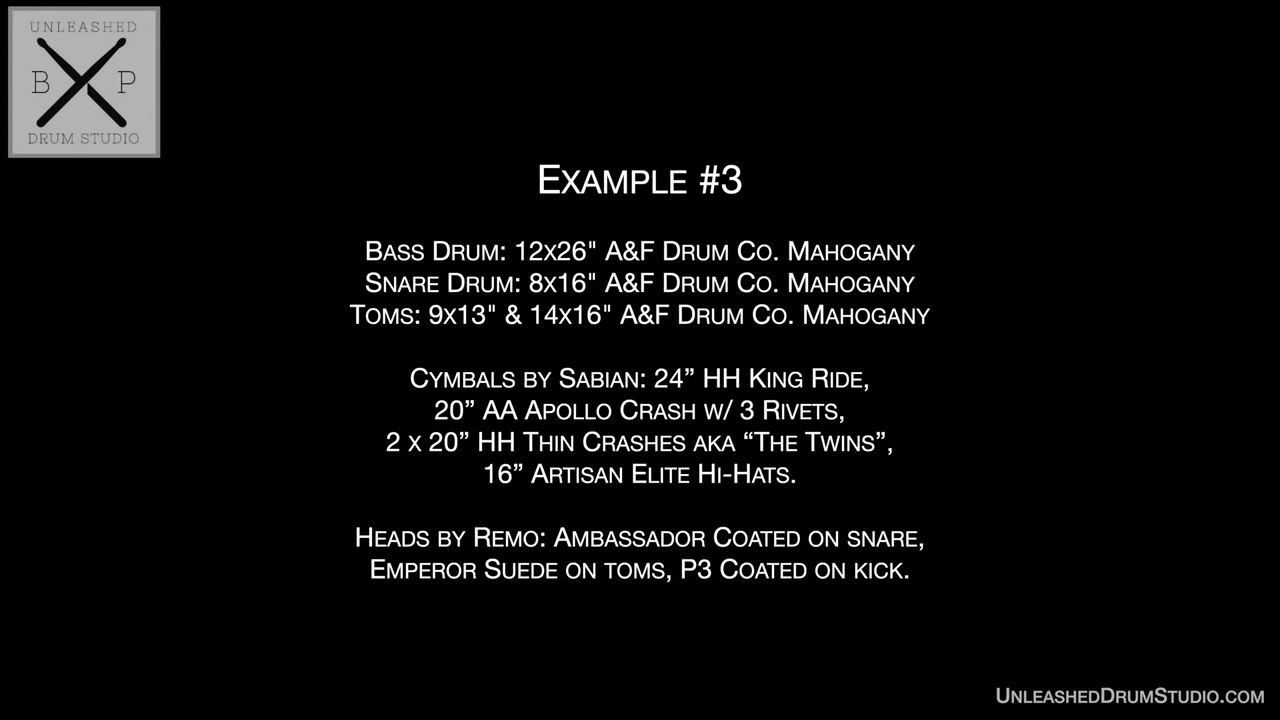 UNLEASHED
B P
DRUM STUDIO
Example #3
Bass Drum: 12x26" A&F Drum Co. Mahogany
Snare Drum: 8x16" A&F Drum Co. Mahogany
Toms: 9x13" & 14x16" A&F Drum Co. Mahogany
Cymbals by Sabian: 24” HH King Ride,
20” AA Apollo Crash w/ 3 Rivets,
2 x 20” HH Thin Crashes aka “The Twins”,
16” Artisan Elite Hi-Hats.
Heads by Remo: Ambassador Coated on snare,
Emperor Suede on toms, P3 Coated on kick.
UnleashedDrumStudio.com